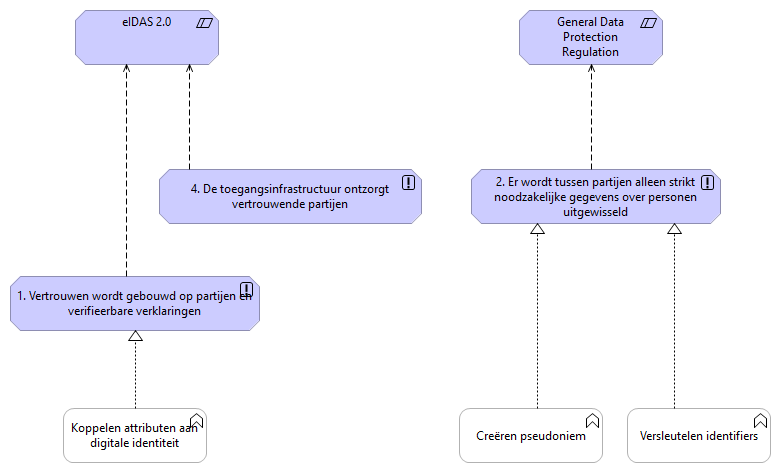 eIDAS 2.0
General Data
Protection
Regulation
4. De toegangsinfrastructuur ontzorgt
vertrouwende partijen
2. Er wordt tussen partijen alleen strikt
noodzakelijke gegevens over personen
uitgewisseld
1. Vertrouwen wordt gebouwd op partijen en
verifieerbare verklaringen
Koppelen attributen aan
digitale identiteit
Creëren pseudoniem
Versleutelen identifiers